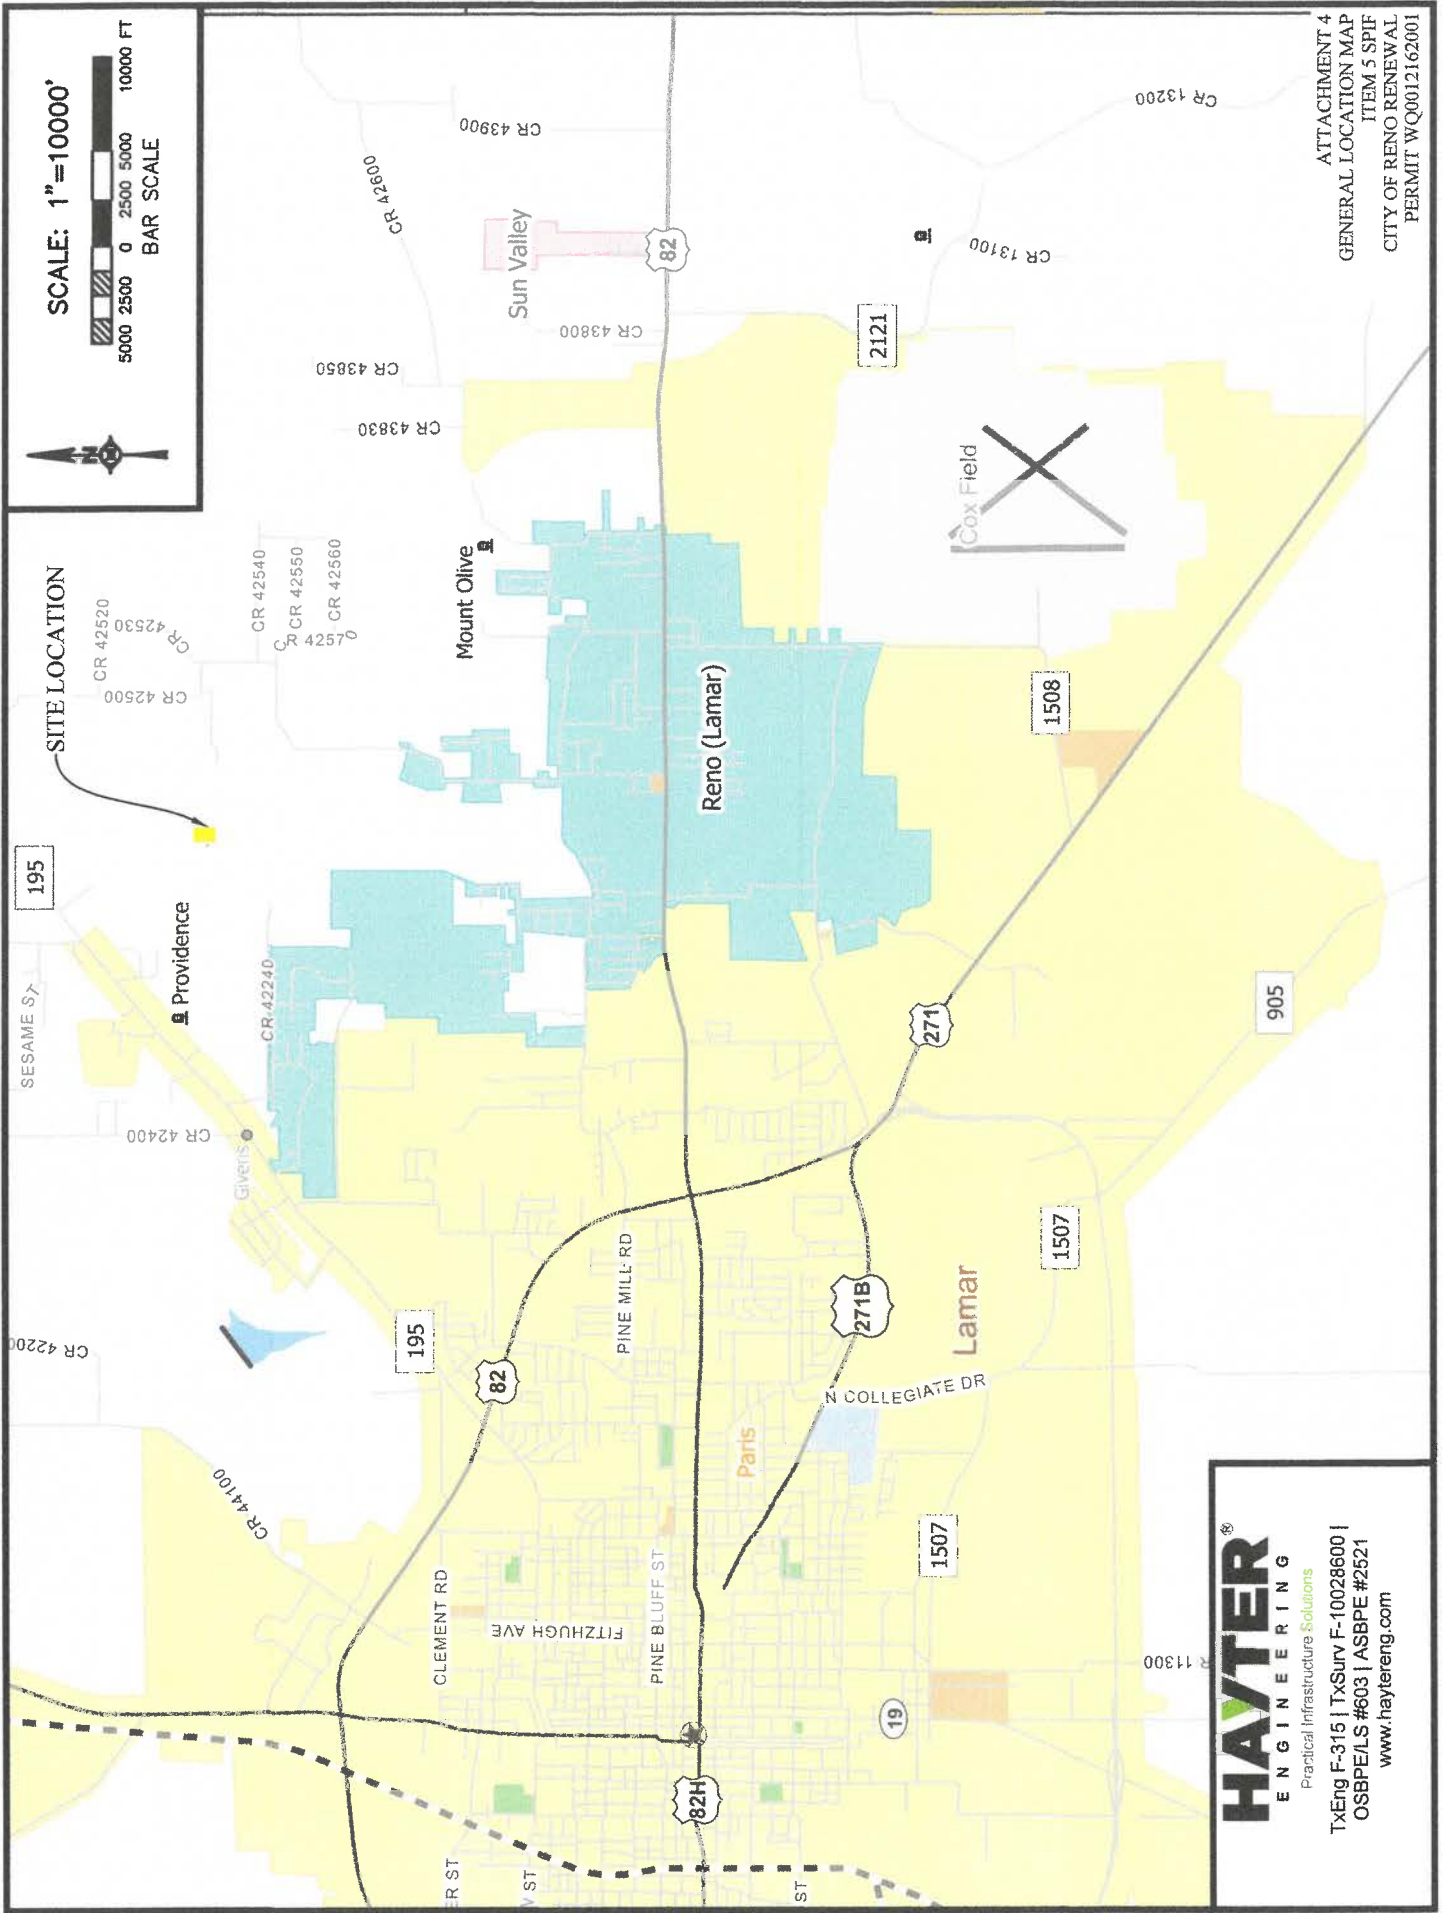 SCALE: 1"=10000'
5000 2500 0 2500 5000 10000 FT
BAR SCALE
N
SITE LOCATION
195
SESAME ST
Providence
CR 42520
CR 42530
CR 42500
CR 42540
CR 42550
CR 42560
CR 42570
CR 42240
CR 42400
Givens
CR 42200
CR 44100
Mount Olive
CR 43830
CR 43850
CR 42600
CR 43900
Sun Valley
CR 43800
82
195
82
PINE MILL RD
CLEMENT RD
FITZHUGH AVE
PINE BLUFF ST
Reno (Lamar)
Paris
82H
271B
271
N COLLEGIATE DR
Lamar
1507
1507
19
ER ST
ST
ST
11300
905
1508
Cox Field
2121
CR 13100
CR 13200
HAYTER®
ENGINEERING
Practical Infrastructure Solutions
TxEng F-315 | TxSurv F-10028600 |
OSBPE/LS #603 | ASBPE #2521
www.haytereng.com
ATTACHMENT 4
GENERAL LOCATION MAP
ITEM 5 SPIF
CITY OF RENO RENEWAL
PERMIT WQ0012162001